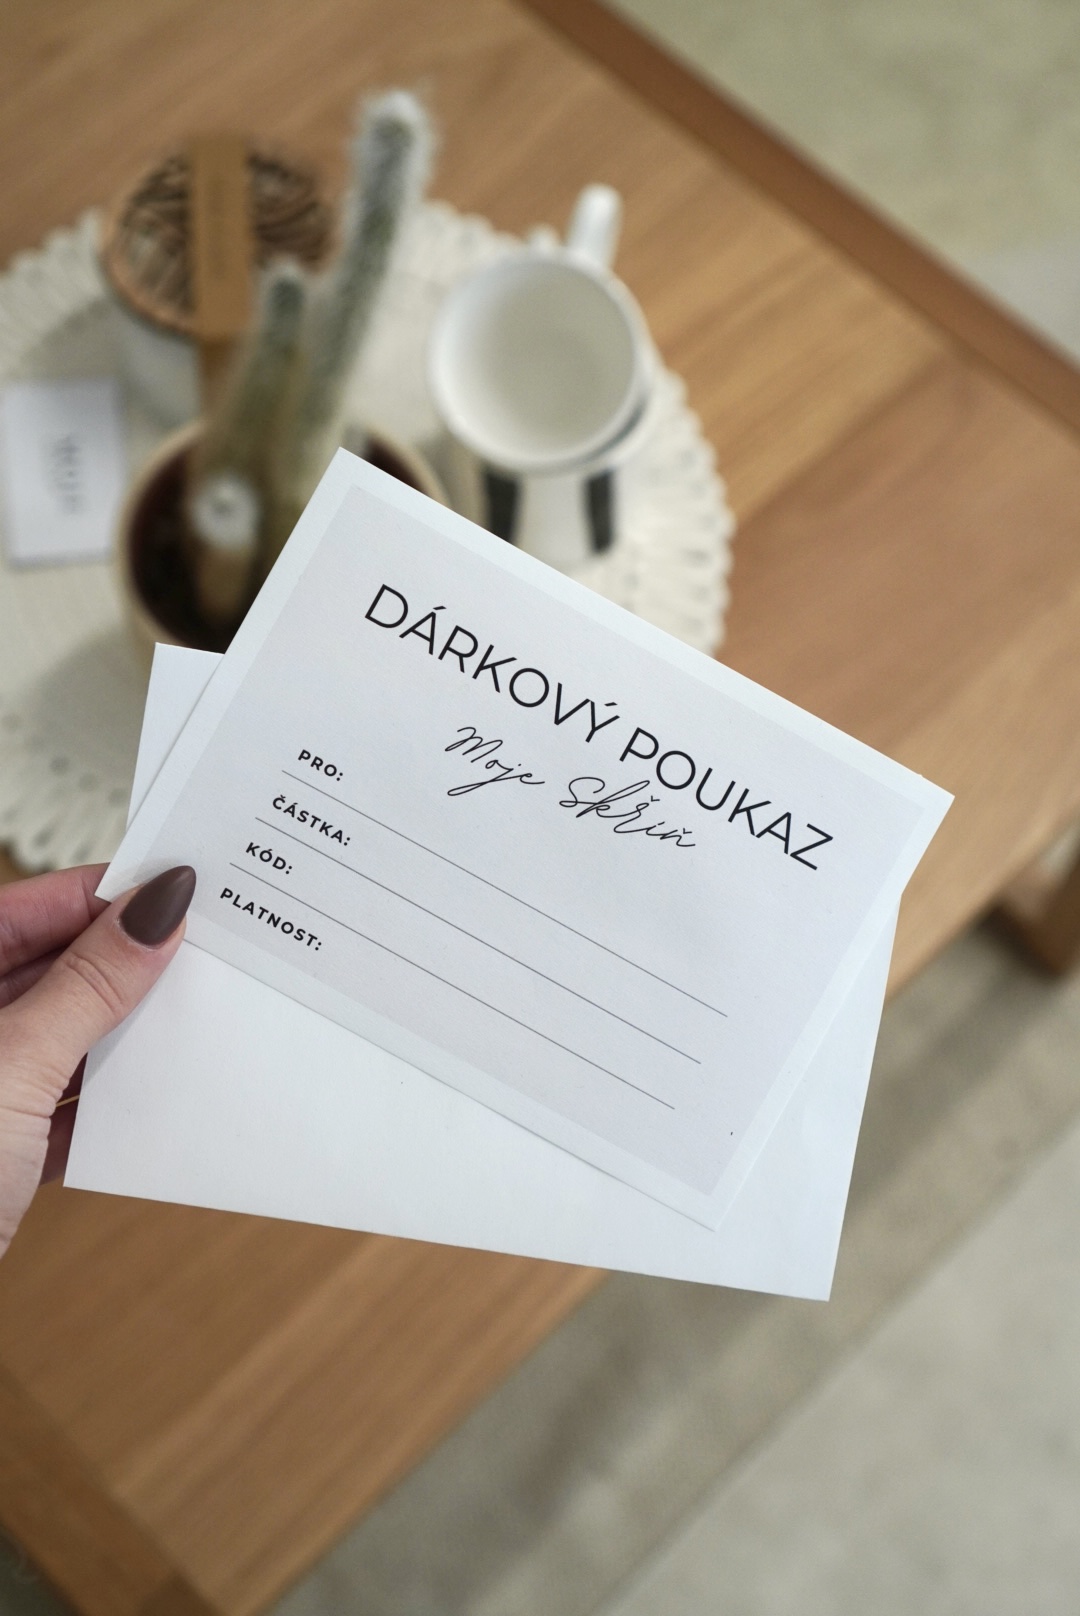 DÁRKOVÝ POUKAZ
Moje Skříň
PRO:
ČÁSTKA:
KÓD:
PLATNOST: